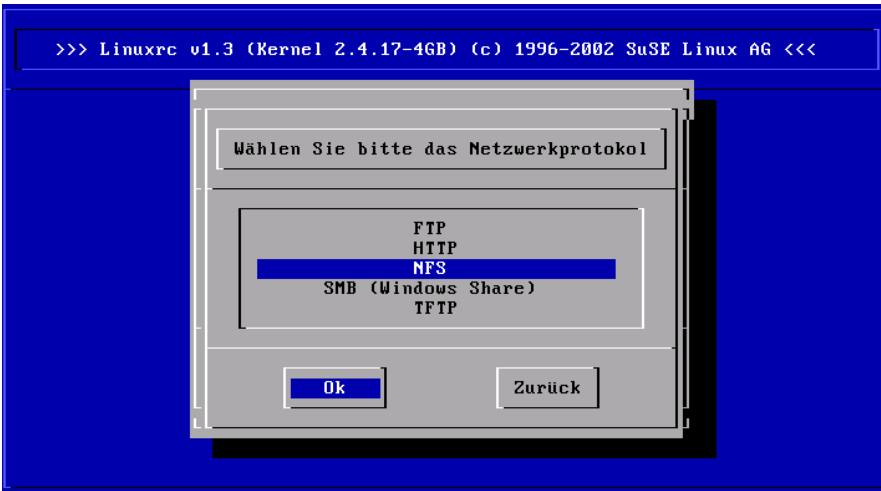 >>> Linuxrc v1.3 (Kernel 2.4.17-4GB) (c) 1996-2002 SuSE Linux AG <<<
Wählen Sie bitte das Netzwerkprotokol
FTP
HTTP
NFS
SMB (Windows Share)
TFTP
Ok
Zurück